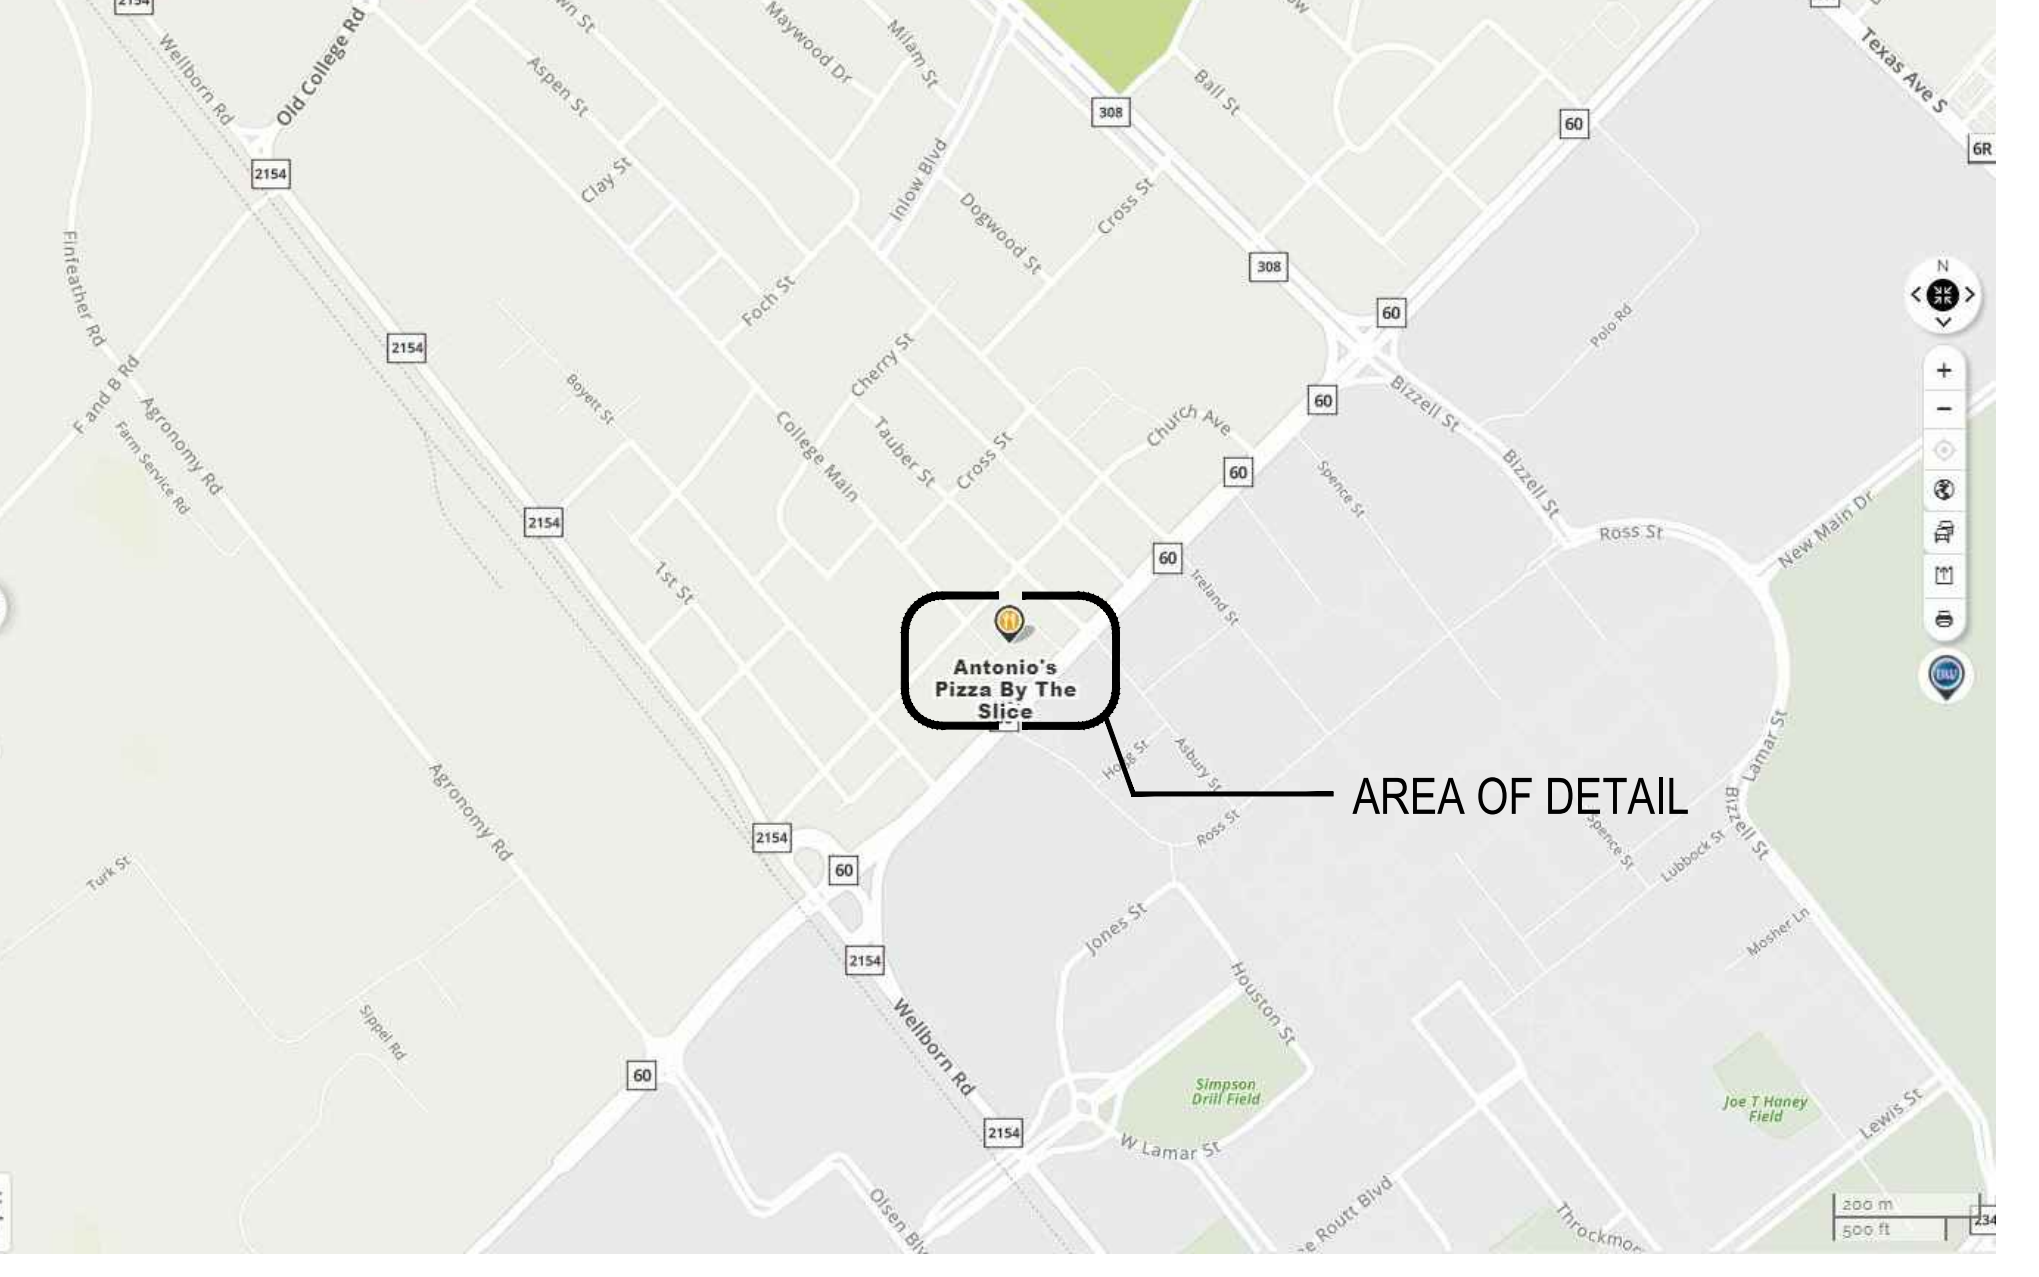 2154
Wellborn Rd
Old College Rd
Aspen St
Maywood Dr
Milam St
308
Ball St
60
Texas Ave S
6R
2154
Clay St
Inlow Blvd
Dogwood St
Cross St
308
N
60
Finfeather Rd
F and B Rd
2154
Foch St
Polo Rd
Boyett St
Cherry St
60
Bizzell St
Agronomy Rd
Farm Service Rd
College Main
Tauber St
Cross St
Church Ave
60
Spence St
Bizzell St
Ross St
New Main Dr
2154
60
1st St
Ireland St
Antonio's
Pizza By The
Slice
Hogg St
Asbury St
Ross St
AREA OF DETAIL
Lamar St
Bizzell St
Spence St
Lubbock St
Mosher Ln
Agronomy Rd
2154
60
Turk St
2154
Jones St
Houston St
Sippel Rd
Wellborn Rd
60
2154
Simpson
Drill Field
W Lamar St
Joe T Haney
Field
Lewis St
Routt Blvd
200 m
500 ft
234